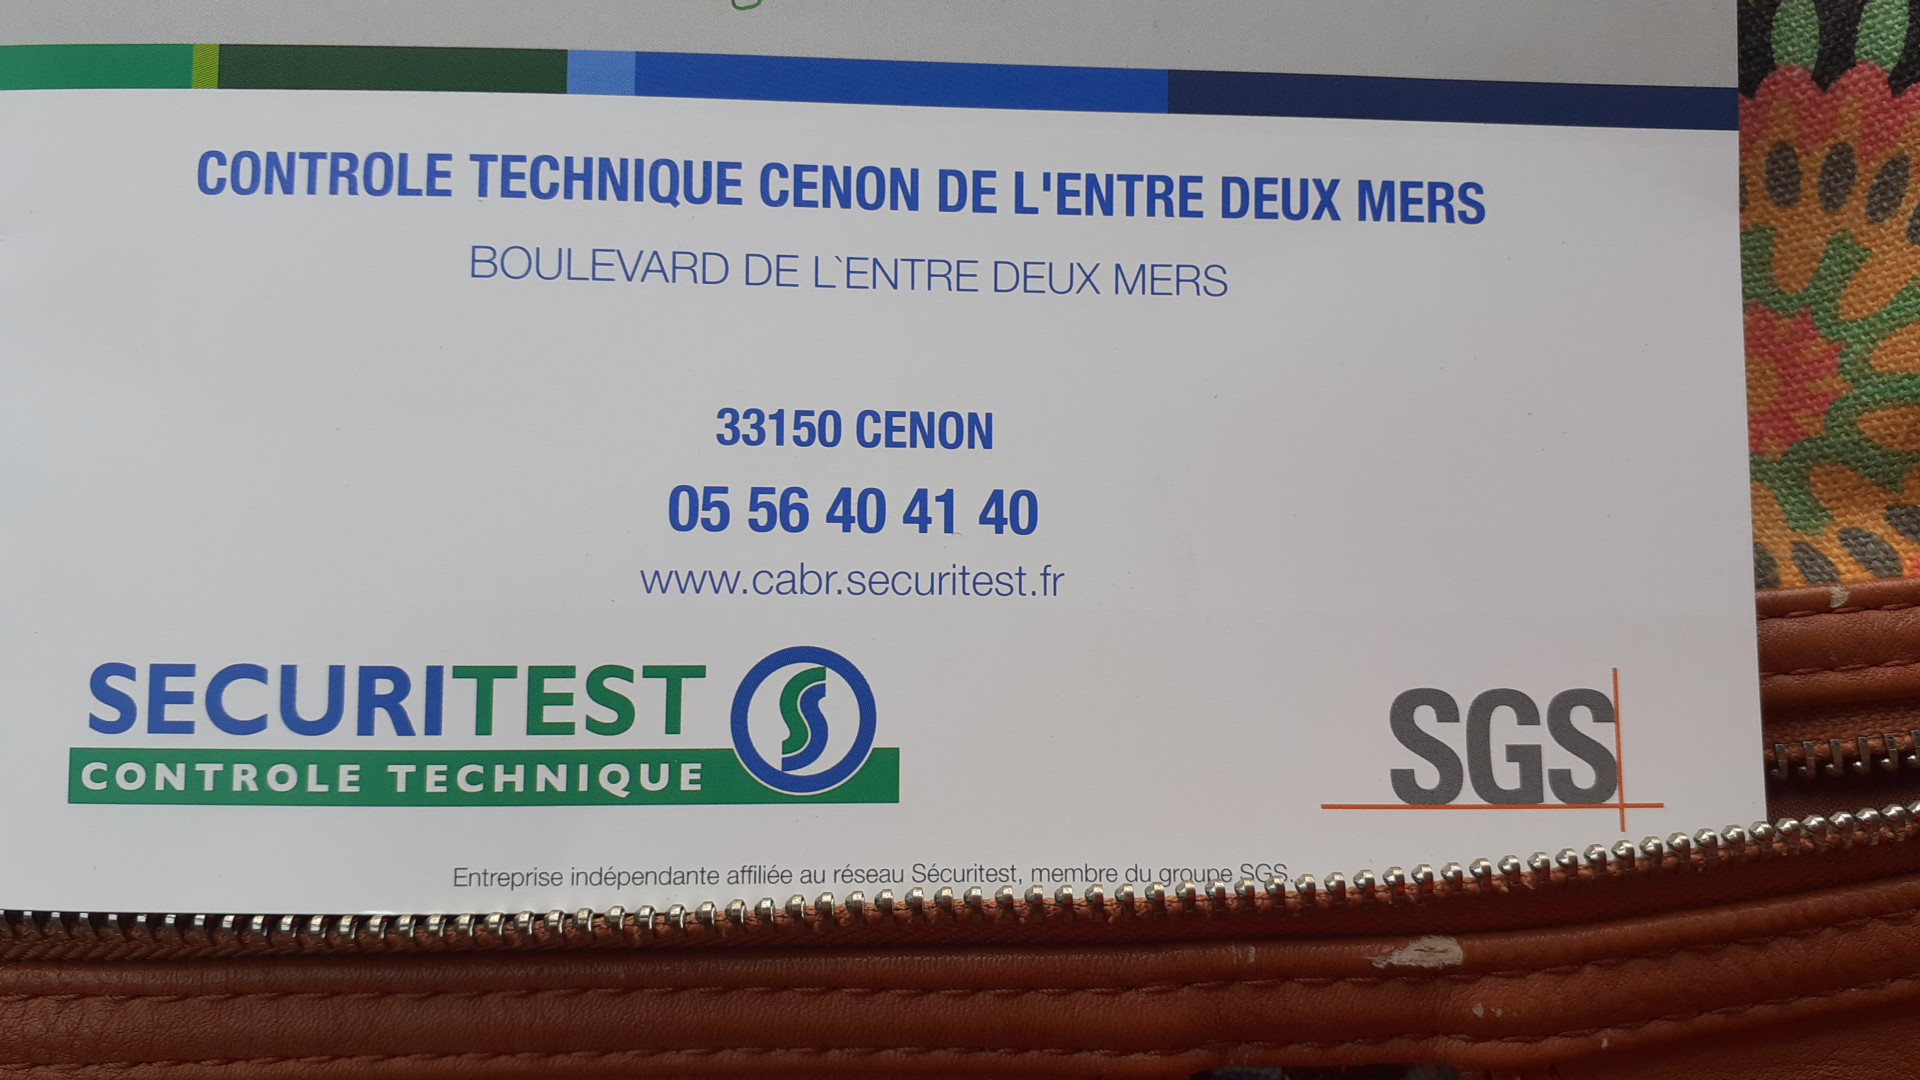 CONTROLE TECHNIQUE CENON DE L'ENTRE DEUX MERS
BOULEVARD DE L`ENTRE DEUX MERS
33150 CENON
05 56 40 41 40
www.cabr.securitest.fr
SECURITEST
CONTROLE TECHNIQUE
SGS
Entreprise indépendante affiliée au réseau Sécuritest, membre du groupe SGS.